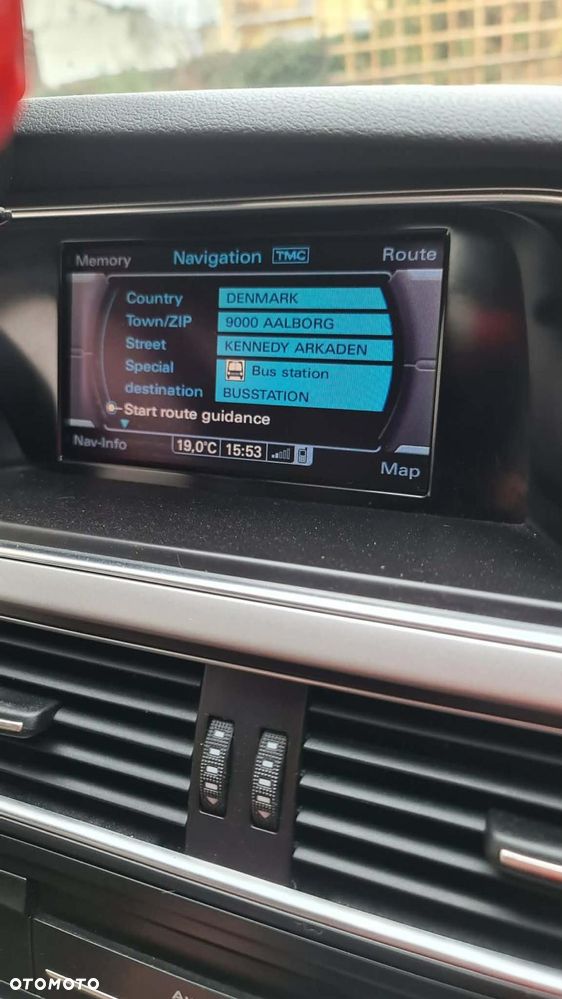 Memory Navigation TMC Route
Country DENMARK
Town/ZIP 9000 AALBORG
Street KENNEDY ARKADEN
Special Bus station
destination BUSSTATION
Start route guidance
Nav-Info 19,0°C 15:53
Map
OTOMOTO